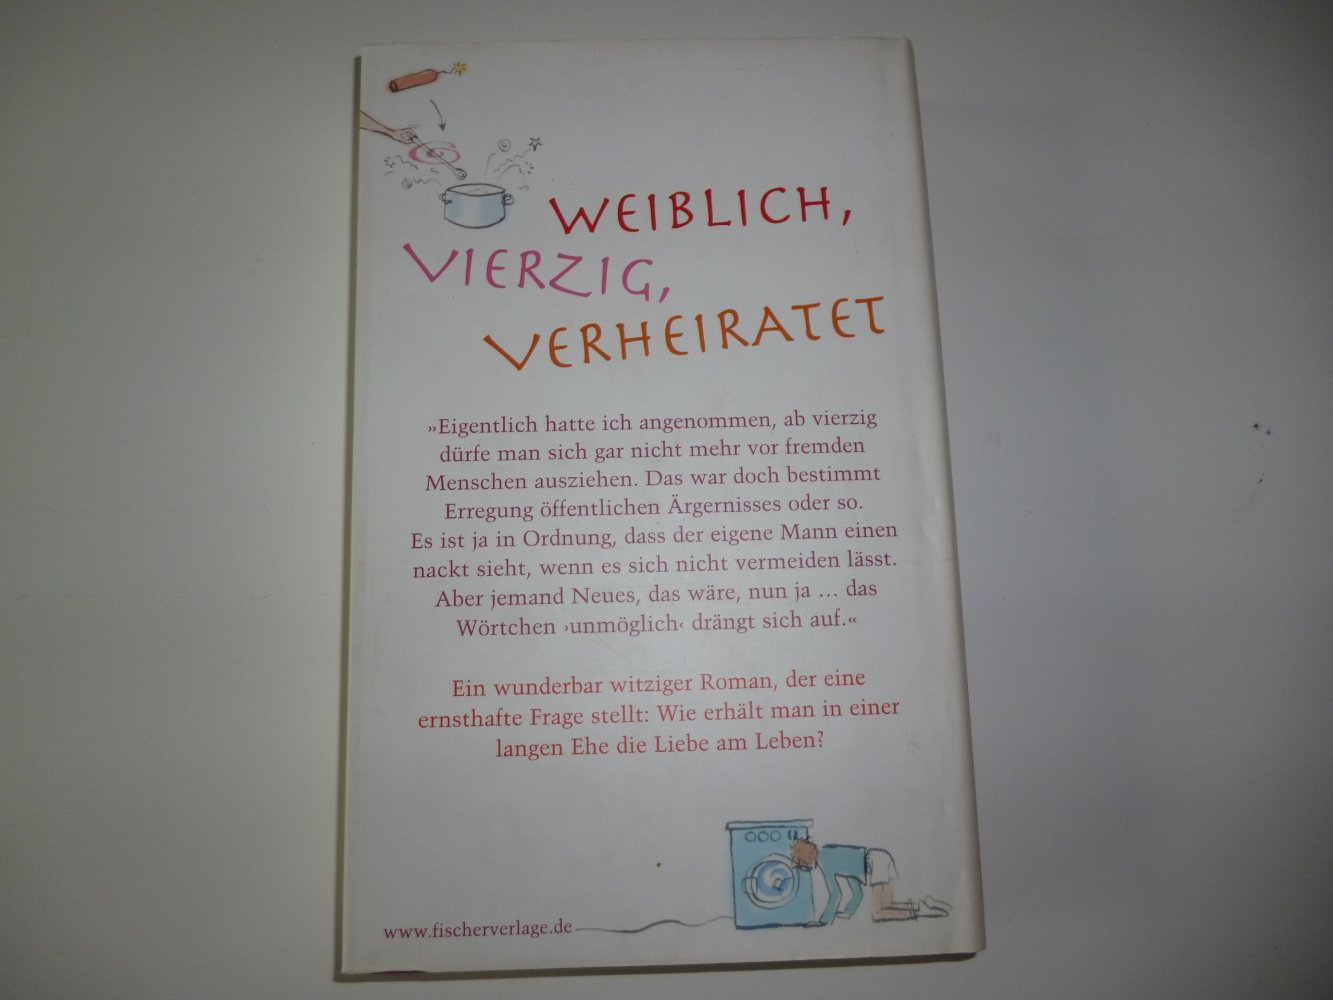 WEIBLICH,
VIERZIG,
VERHEIRATET
»Eigentlich hatte ich angenommen, ab vierzig
dürfe man sich gar nicht mehr vor fremden
Menschen ausziehen. Das war doch bestimmt
Erregung öffentlichen Ärgernisses oder so.
Es ist ja in Ordnung, dass der eigene Mann einen
nackt sieht, wenn es sich nicht vermeiden lässt.
Aber jemand Neues, das wäre, nun ja ... das
Wörtchen ›unmöglich‹ drängt sich auf.«
Ein wunderbar witziger Roman, der eine
ernsthafte Frage stellt: Wie erhält man in einer
langen Ehe die Liebe am Leben?
www.fischerverlage.de